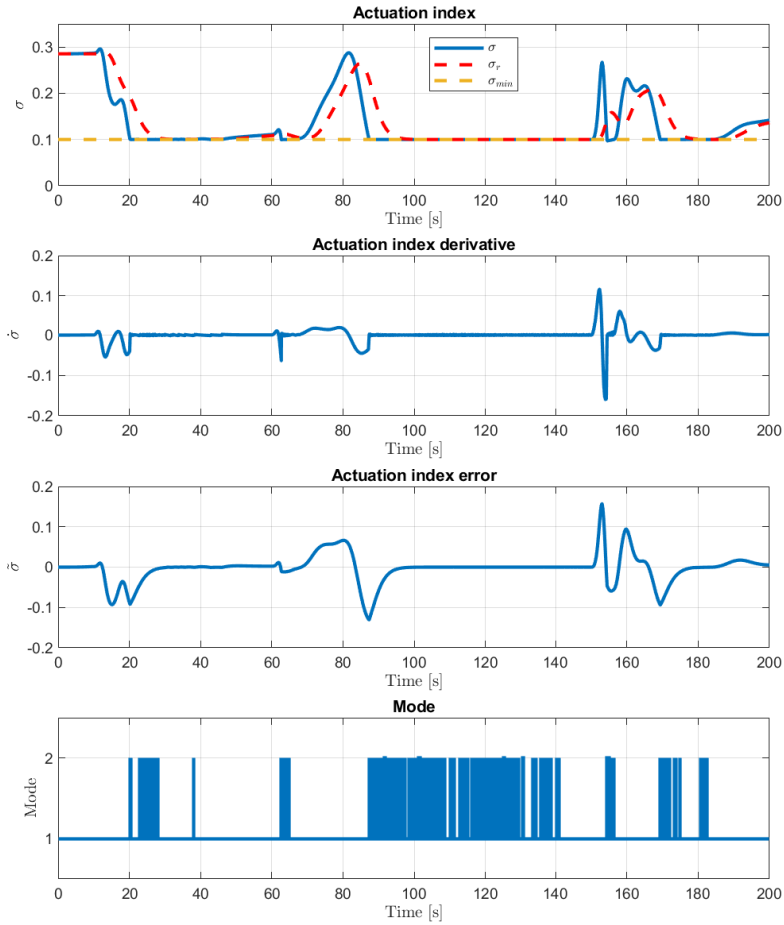 Actuation index
σ
0.3
0.2
0.1
0
σ
σ_r
σ_min
0 20 40 60 80 100 120 140 160 180 200
Time [s]
Actuation index derivative
σ̇
0.2
0.1
0
-0.1
-0.2
0 20 40 60 80 100 120 140 160 180 200
Time [s]
Actuation index error
σ̃
0.2
0.1
0
-0.1
-0.2
0 20 40 60 80 100 120 140 160 180 200
Time [s]
Mode
Mode
2
1
0 20 40 60 80 100 120 140 160 180 200
Time [s]